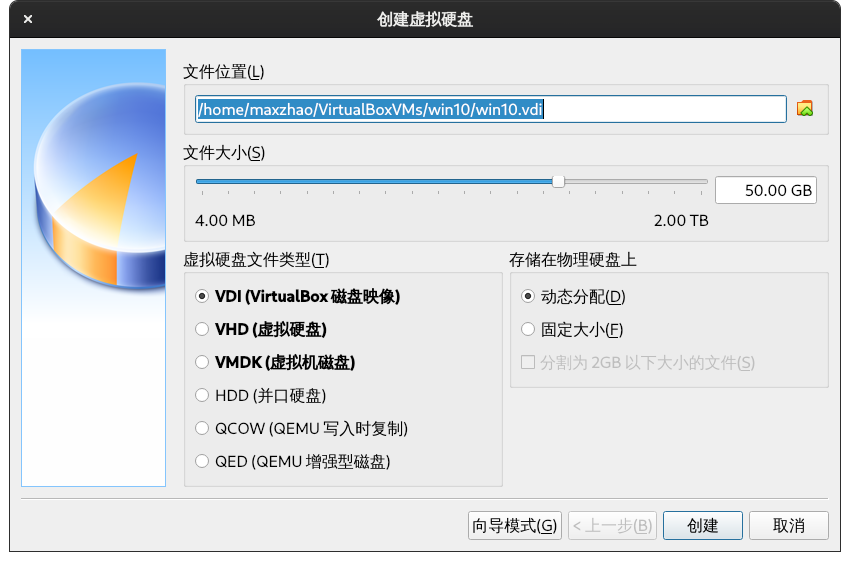 创建虚拟硬盘
文件位置(L)
/home/maxzhao/VirtualBoxVMs/win10/win10.vdi
文件大小(S)
50.00 GB
4.00 MB
2.00 TB
虚拟硬盘文件类型(T)
VDI (VirtualBox 磁盘映像)
VHD (虚拟硬盘)
VMDK (虚拟机磁盘)
HDD (并口硬盘)
QCOW (QEMU 写入时复制)
QED (QEMU 增强型磁盘)
存储在物理硬盘上
动态分配(D)
固定大小(F)
分割为 2GB 以下大小的文件(S)
向导模式(G)
< 上一步(B)
创建
取消